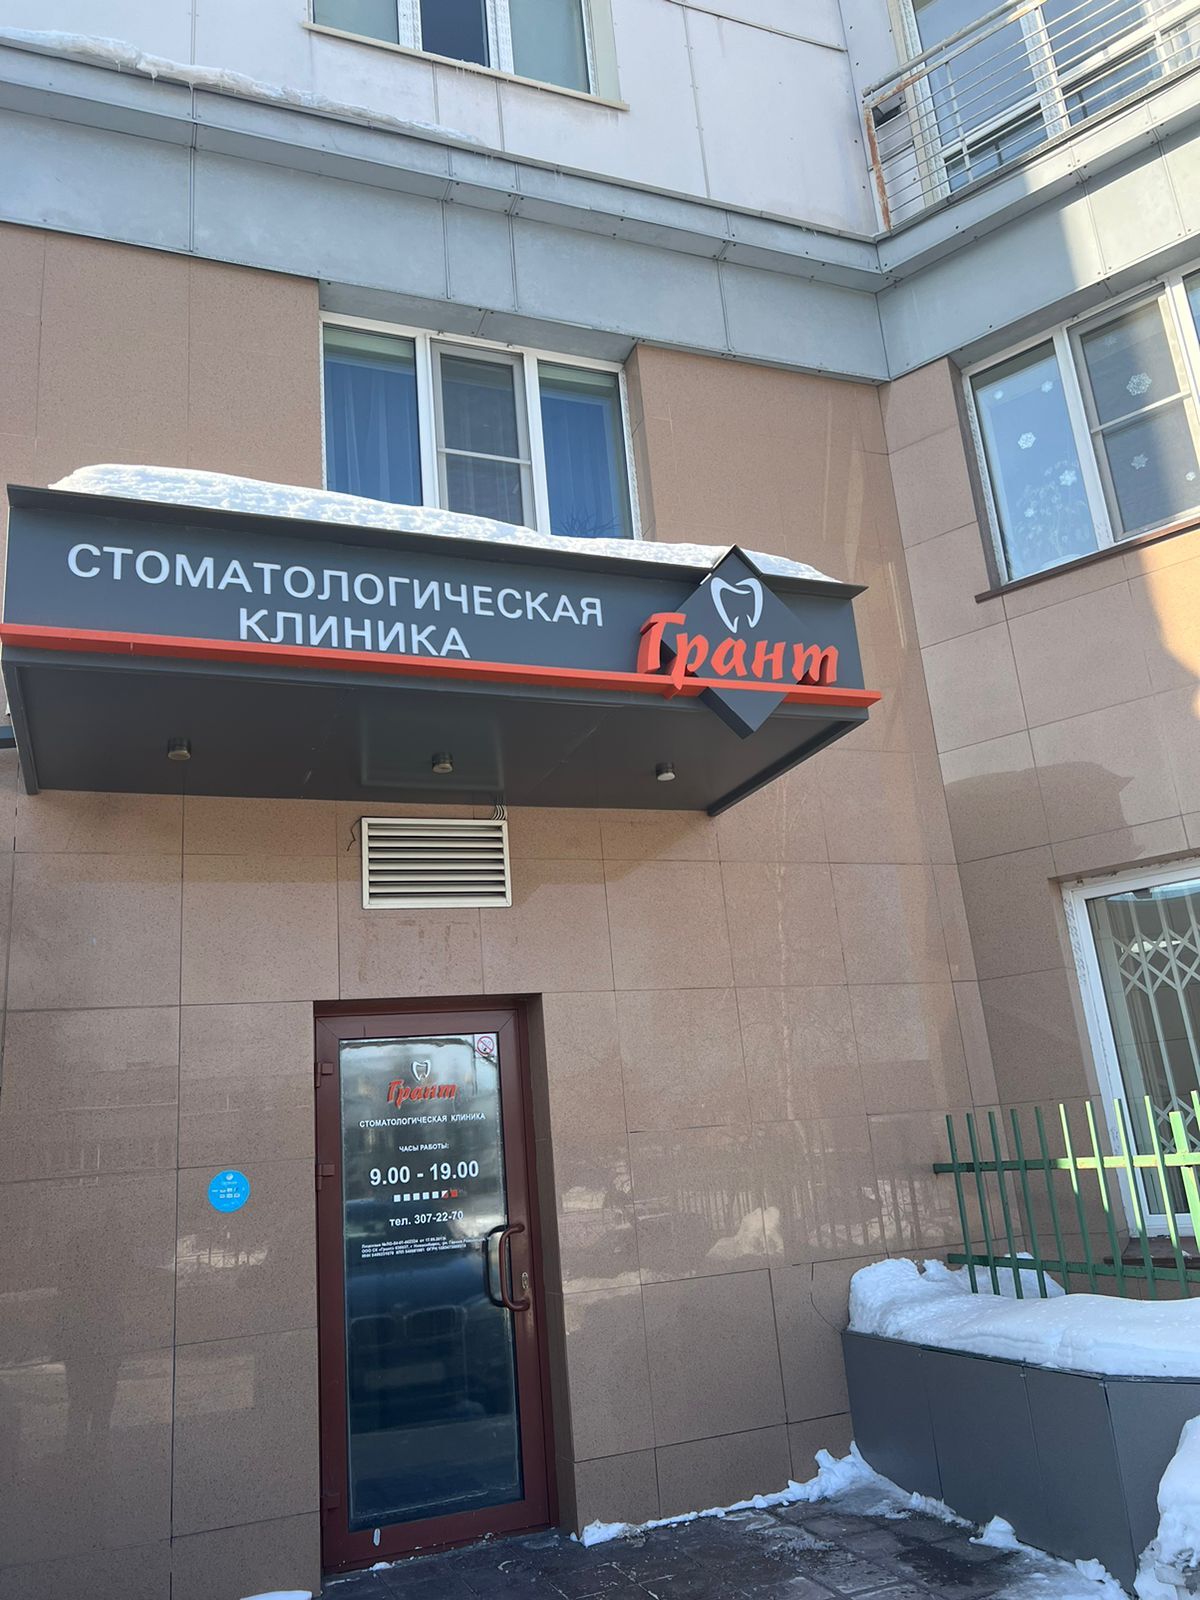 СТОМАТОЛОГИЧЕСКАЯ
КЛИНИКА
Грант
Грант
СТОМАТОЛОГИЧЕСКАЯ КЛИНИКА
ЧАСЫ РАБОТЫ:
9.00 - 19.00
тел. 307-22-70